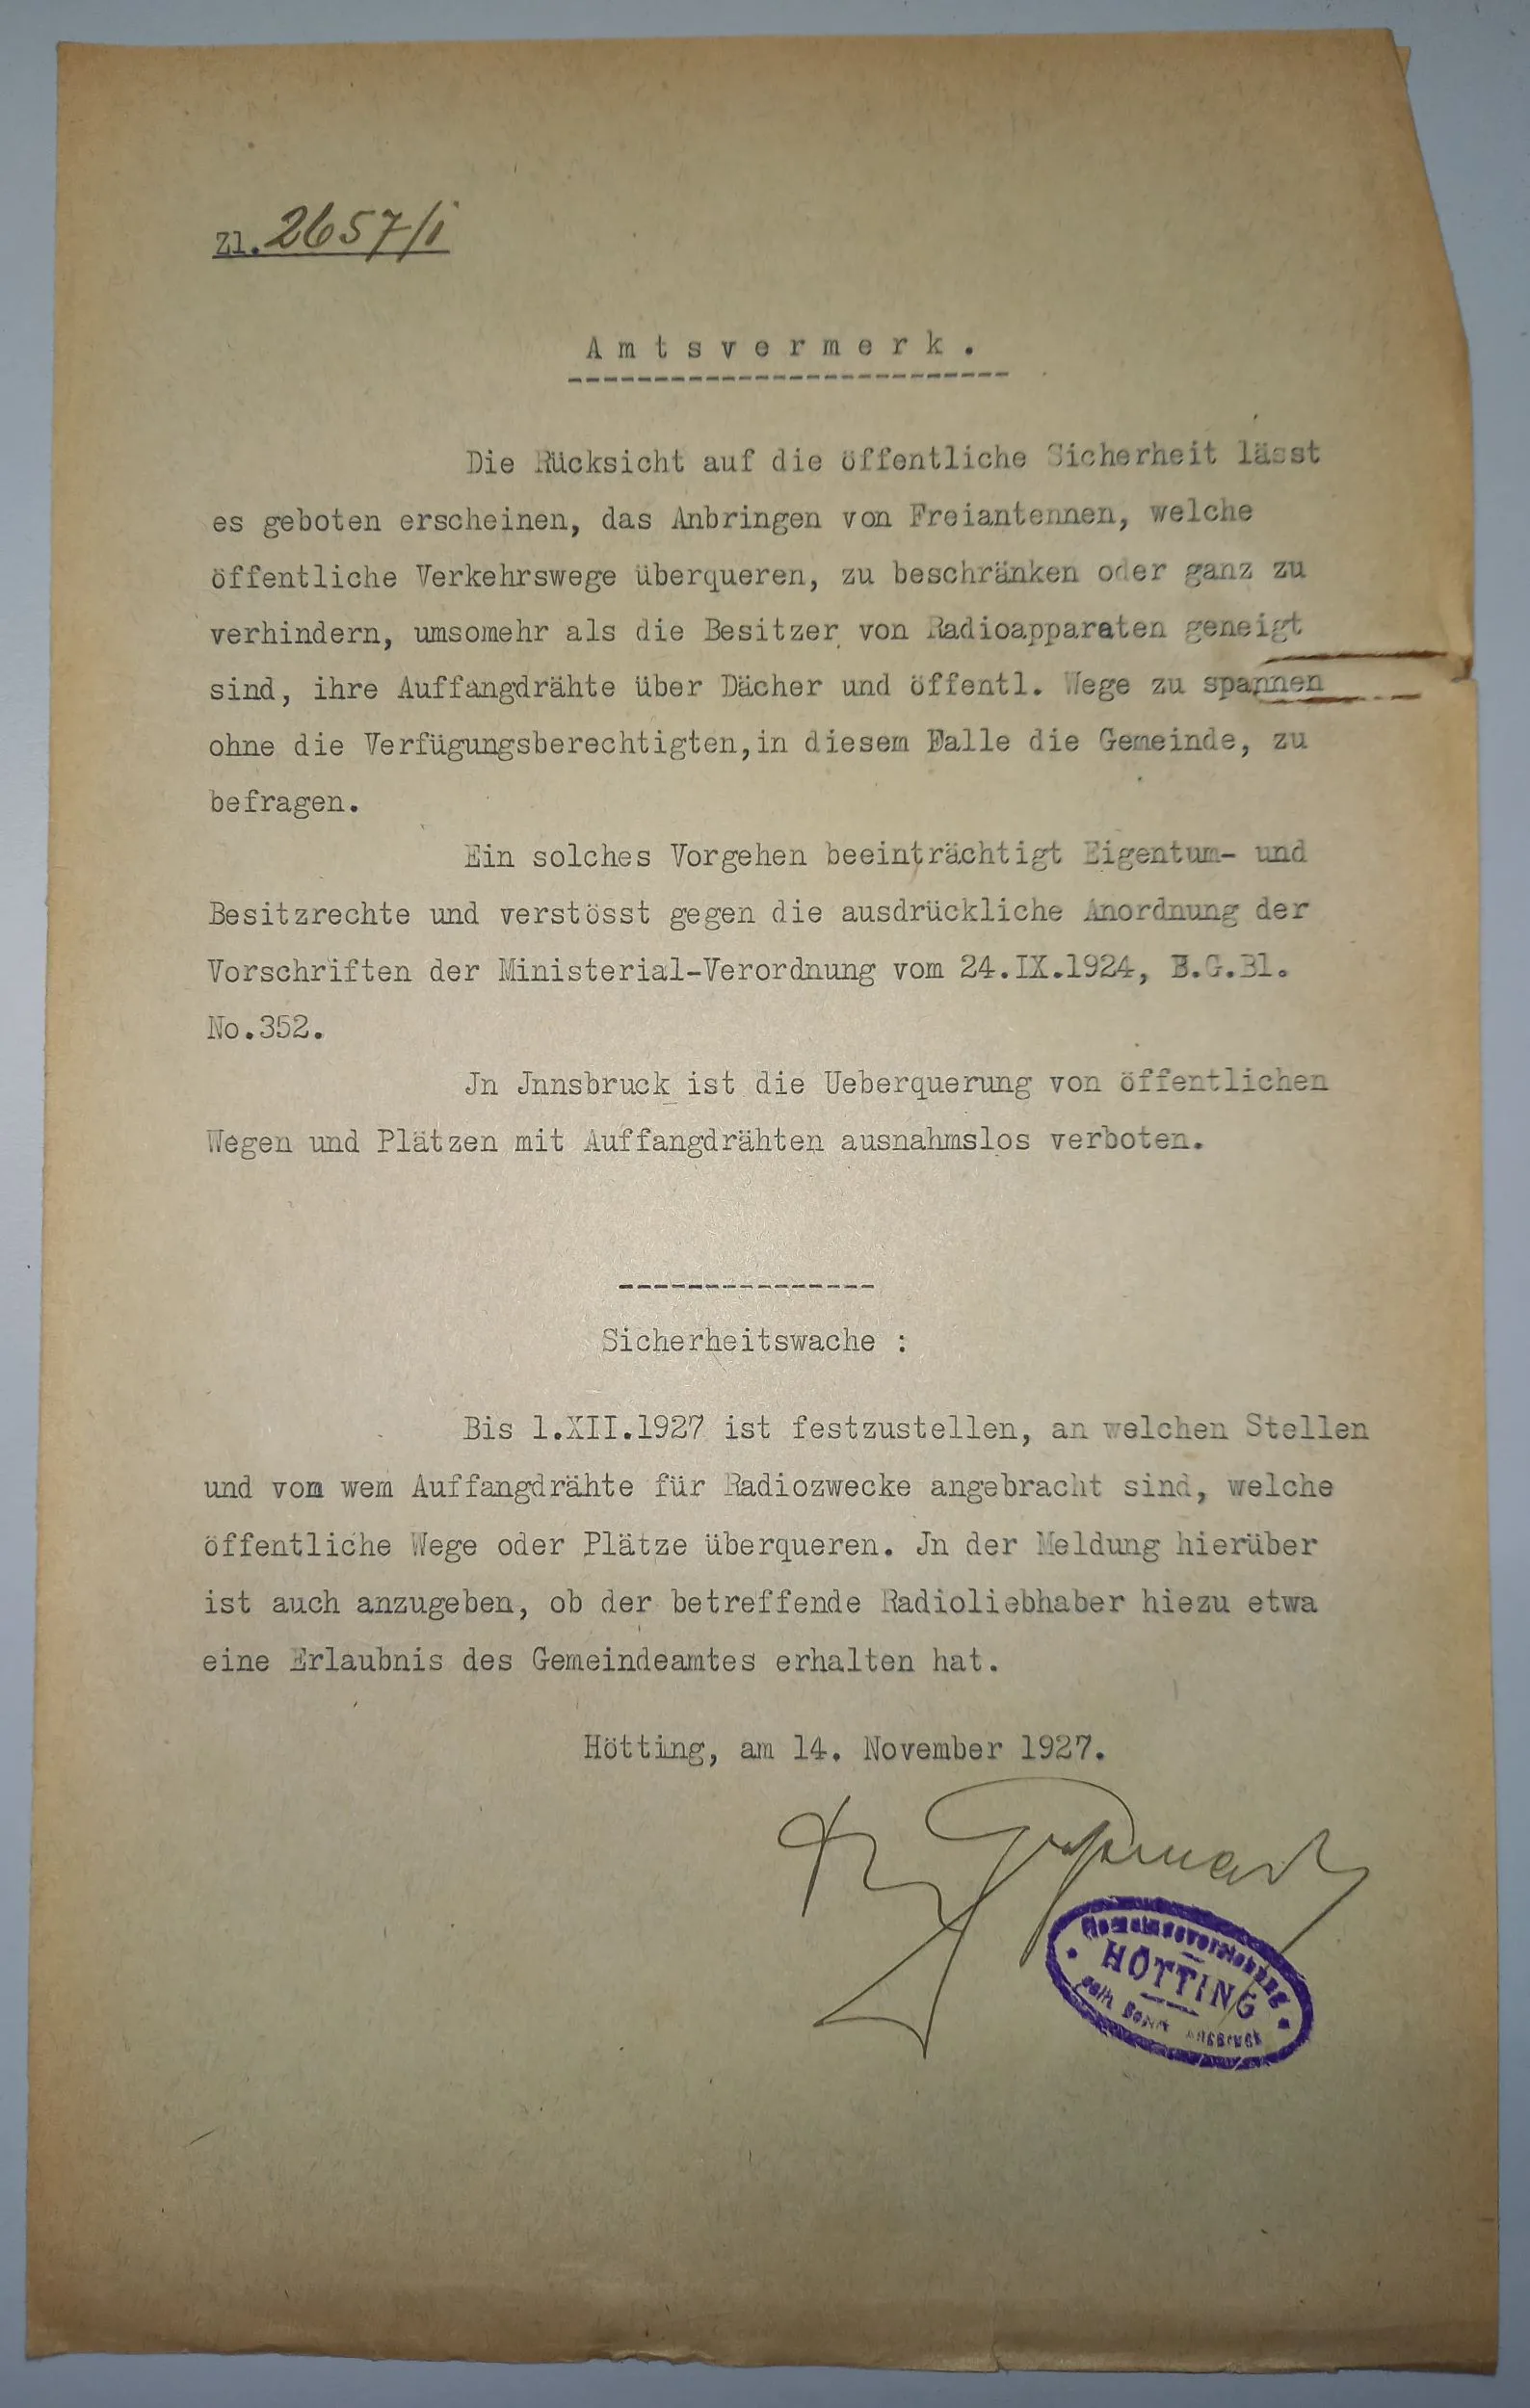 Zl. 2657/i
Amtsvermerk.
Die Rücksicht auf die öffentliche Sicherheit lässt
es geboten erscheinen, das Anbringen von Freiantennen, welche
öffentliche Verkehrswege überqueren, zu beschränken oder ganz zu
verhindern, umsomehr als die Besitzer von Radioapparaten geneigt
sind, ihre Auffangdrähte über Dächer und öffentl. Wege zu spannen
ohne die Verfügungsberechtigten, in diesem Falle die Gemeinde, zu
befragen.
Ein solches Vorgehen beeinträchtigt Eigentum- und
Besitzrechte und verstösst gegen die ausdrückliche Anordnung der
Vorschriften der Ministerial-Verordnung vom 24.IX.1924, B.G.Bl.
No.352.
Jn Jnnsbruck ist die Ueberquerung von öffentlichen
Wegen und Plätzen mit Auffangdrähten ausnahmslos verboten.
---------------
Sicherheitswache :
Bis 1.XII.1927 ist festzustellen, an welchen Stellen
und von wem Auffangdrähte für Radiozwecke angebracht sind, welche
öffentliche Wege oder Plätze überqueren. Jn der Meldung hierüber
ist auch anzugeben, ob der betreffende Radioliebhaber hiezu etwa
eine Erlaubnis des Gemeindeamtes erhalten hat.
Hötting, am 14. November 1927.
Gemeindevorstehung
HÖTTING